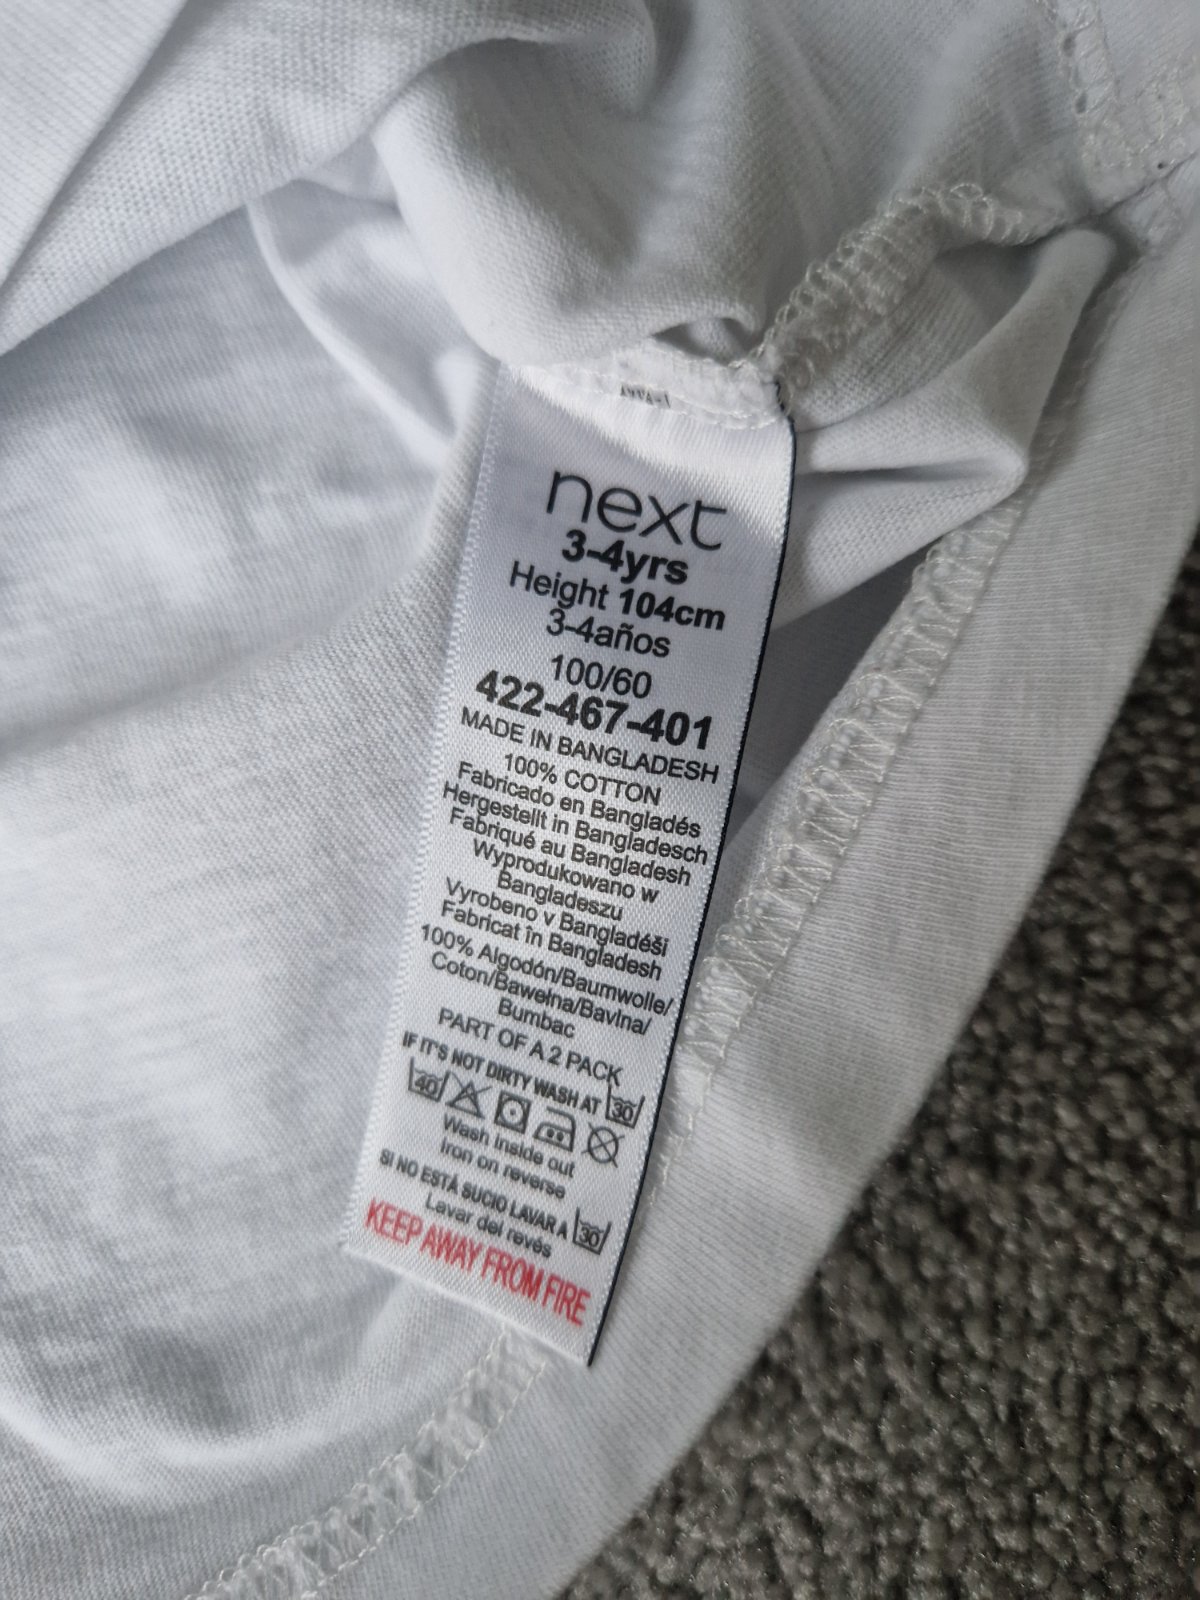 next
3-4yrs
Height 104cm
3-4años
100/60
422-467-401
MADE IN BANGLADESH
100% COTTON
Fabricado en Bangladés
Hergestellt in Bangladesch
Fabriqué au Bangladesh
Wyprodukowano w
Bangladeszu
Vyrobeno v Bangladéši
Fabricat în Bangladesh
100% Algodón/Baumwolle/
Coton/Bawełna/Bavlna/
Bumbac
PART OF A 2 PACK
IF IT'S NOT DIRTY WASH AT 30
40
Wash inside out
Iron on reverse
SI NO ESTÁ SUCIO LAVAR A 30
Lavar del revés
KEEP AWAY FROM FIRE